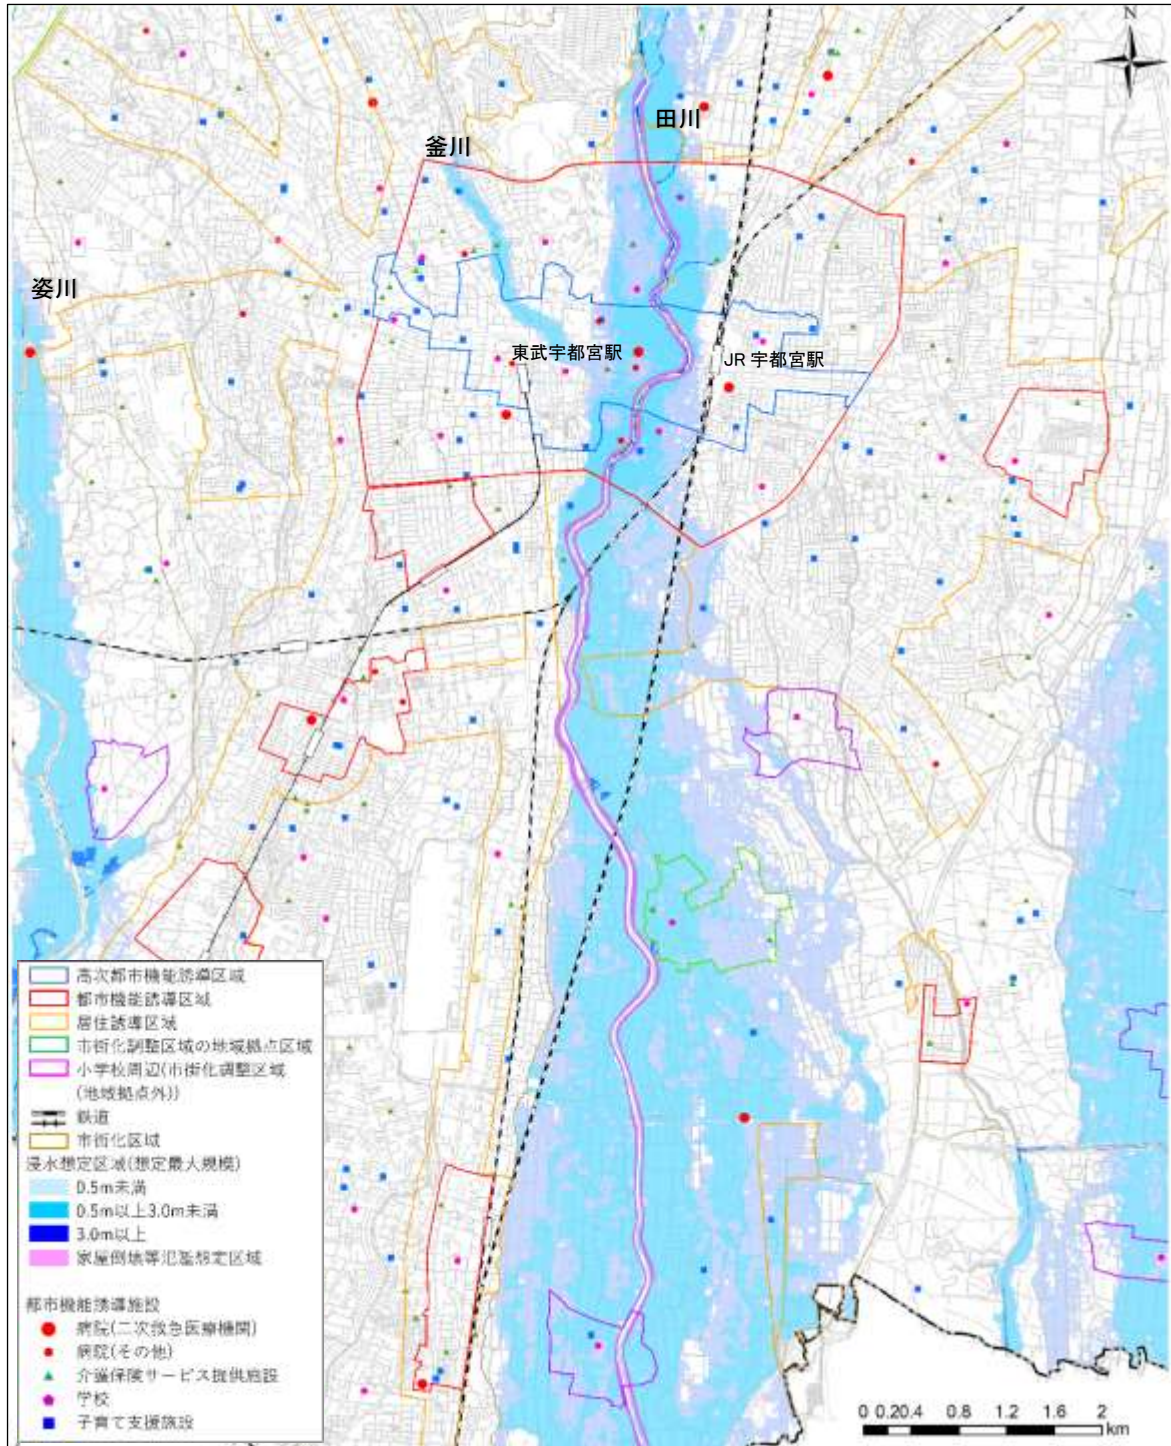 N
田川
釜川
姿川
東武宇都宮駅
JR 宇都宮駅
高次都市機能誘導区域
都市機能誘導区域
居住誘導区域
市街化調整区域の地域拠点区域
小学校周辺(市街化調整区域
(地域拠点外))
鉄道
市街化区域
浸水想定区域(想定最大規模)
0.5m未満
0.5m以上3.0m未満
3.0m以上
家屋倒壊等氾濫想定区域
都市機能誘導施設
病院(二次救急医療機関)
病院(その他)
介護保険サービス提供施設
学校
子育て支援施設
0 0.20.4 0.8 1.2 1.6 2
km